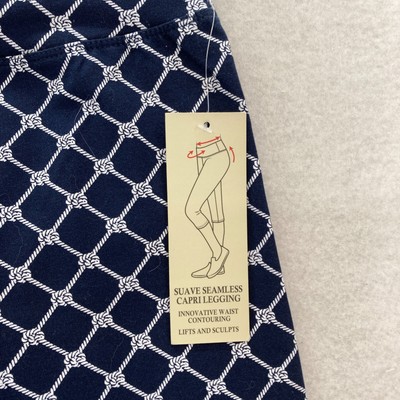 SUAVE SEAMLESS
CAPRI LEGGING
INNOVATIVE WAIST
CONTOURING
LIFTS AND SCULPTS